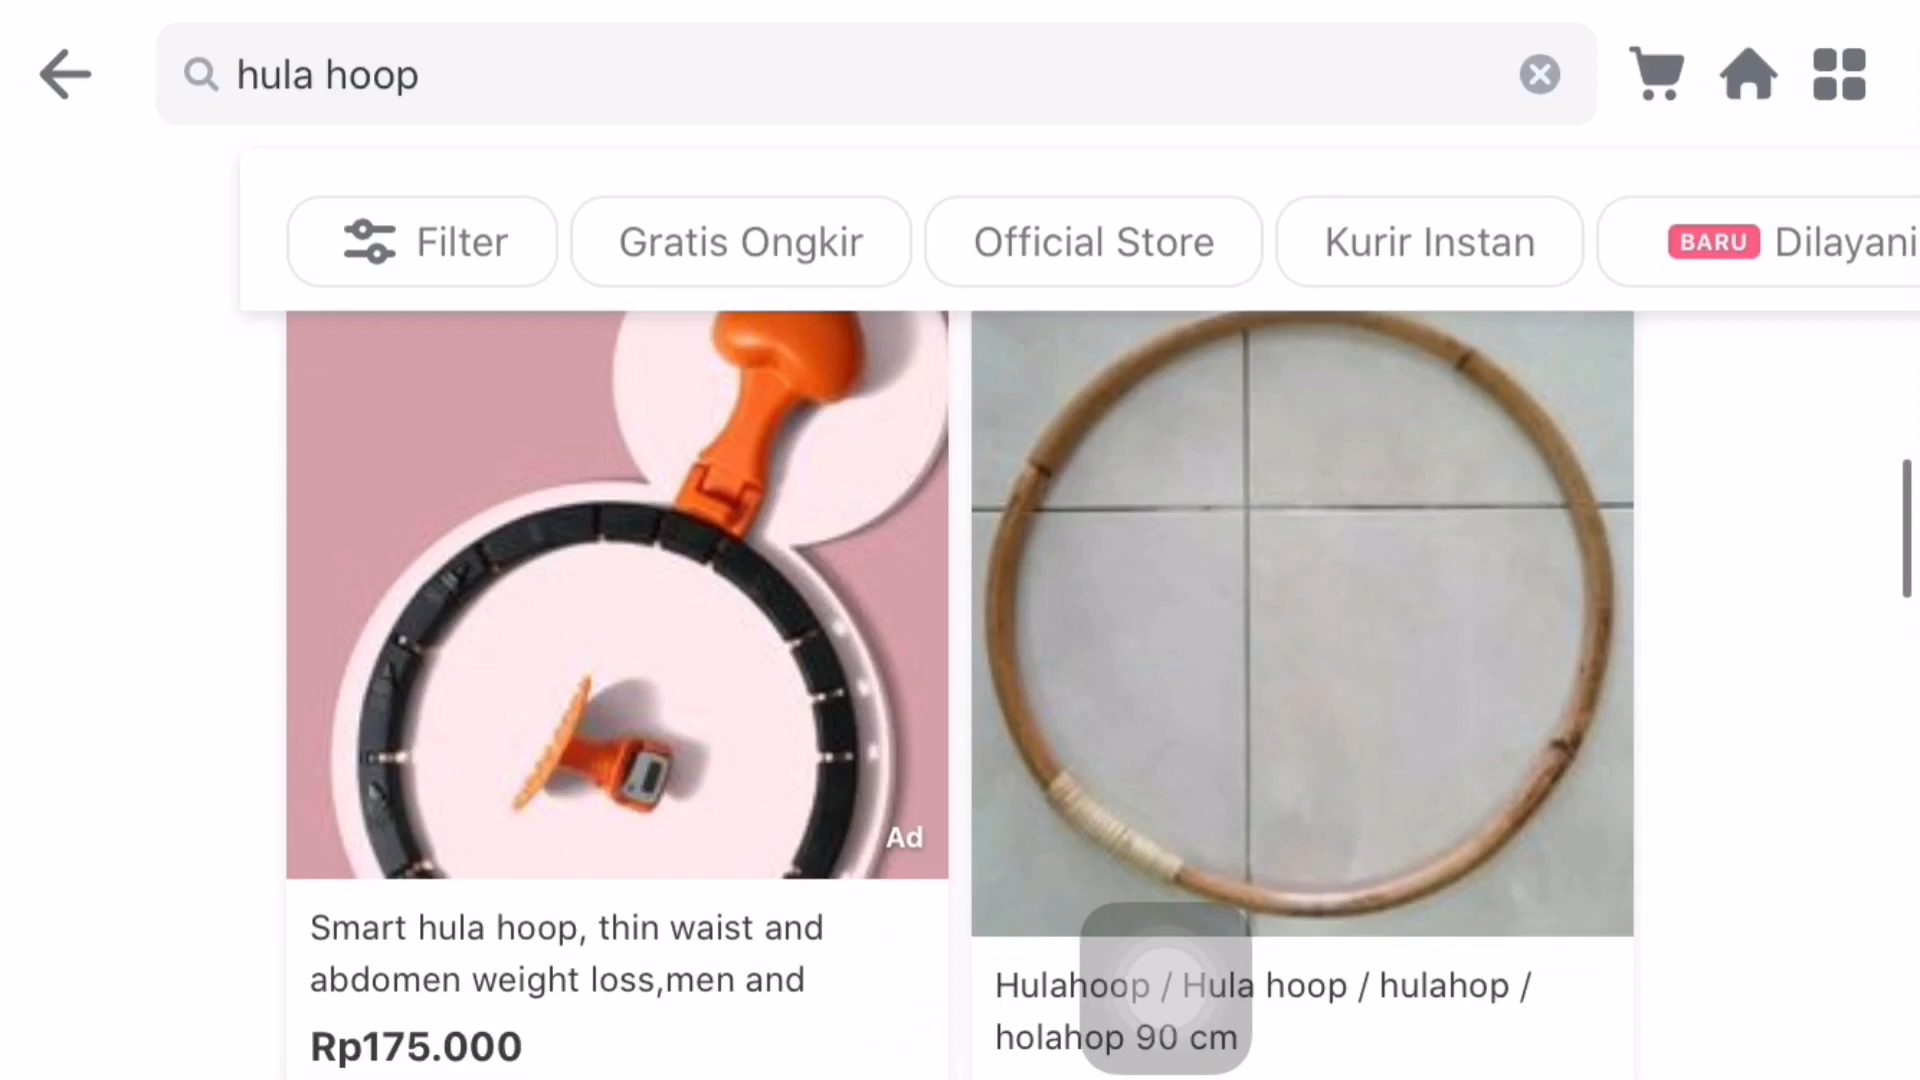 hula hoop
Filter
Gratis Ongkir
Official Store
Kurir Instan
BARU Dilayani
Ad
Smart hula hoop, thin waist and
abdomen weight loss,men and
Rp175.000
Hulahoop / Hula hoop / hulahop /
holahop 90 cm